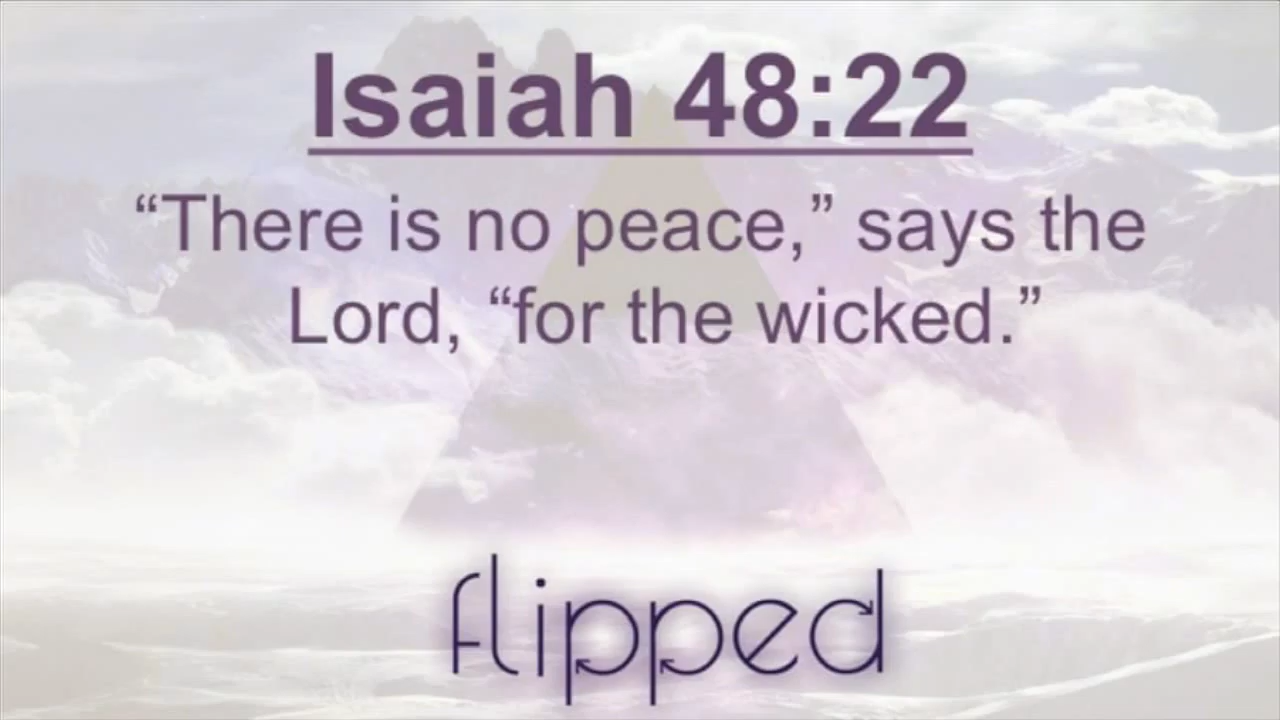 Isaiah 48:22
“There is no peace,” says the
Lord, “for the wicked.”
flipped